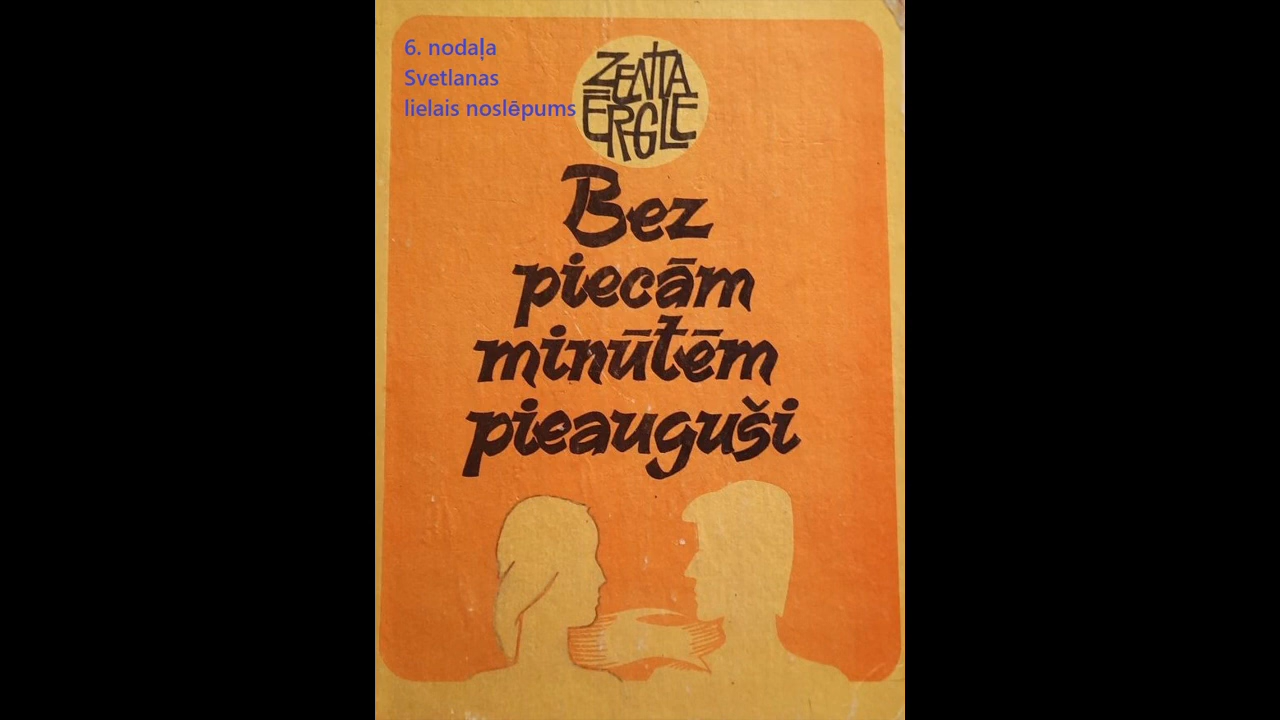 6. nodaļa
Svetlanas
lielais noslēpums
ZENTA
ĒRGLE
Bez
piecām
minūtēm
pieauguši